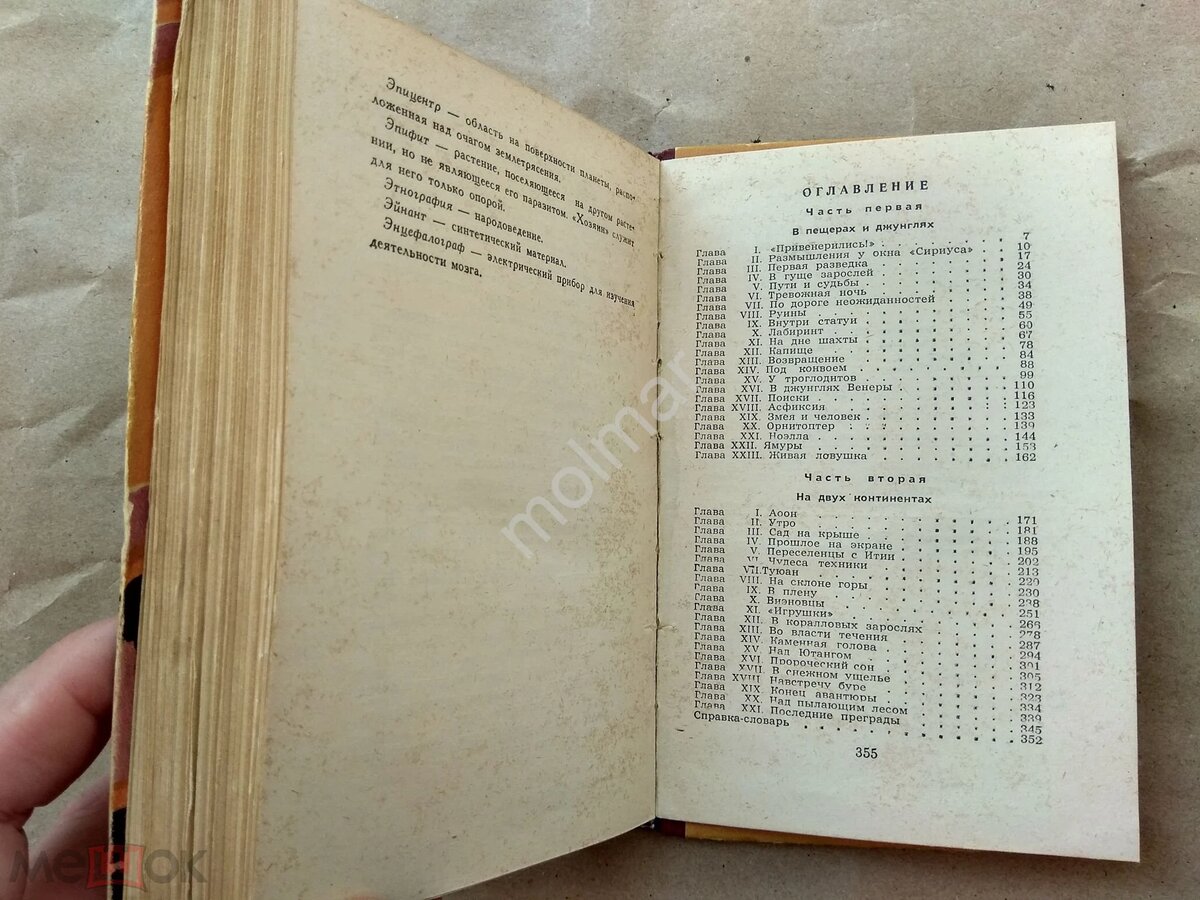 Эпицентр — область на поверхности планеты, распо-
ложенная над очагом землетрясения.
Эпифит — растение, поселяющееся на другом расте-
нии, но не являющееся его паразитом. «Хозяин» служит
для него только опорой.
Этнография — народоведение.
Эйнант — синтетический материал.
Энцефалограф — электрический прибор для изучения
деятельности мозга.
ОГЛАВЛЕНИЕ
Часть первая
В пещерах и джунглях
Глава I. «Привенерились!» 7
Глава II. Размышления у окна «Сириуса» 10
Глава III. Первая разведка 17
Глава IV. В гуще зарослей 24
Глава V. Пути и судьбы 30
Глава VI. Тревожная ночь 34
Глава VII. По дороге неожиданностей 38
Глава VIII. Руины 49
Глава IX. Внутри статуи 55
Глава X. Лабиринт 60
Глава XI. На дне шахты 67
Глава XII. Капище 78
Глава XIII. Возвращение 84
Глава XIV. Под конвоем 88
Глава XV. У троглодитов 99
Глава XVI. В джунглях Венеры 110
Глава XVII. Поиски 116
Глава XVIII. Асфиксия 123
Глава XIX. Змея и человек 133
Глава XX. Орнитоптер 139
Глава XXI. Ноэлла 144
Глава XXII. Ямуры 153
Глава XXIII. Живая ловушка 162
Часть вторая
На двух континентах
Глава I. Аоон 171
Глава II. Утро 181
Глава III. Сад на крыше 188
Глава IV. Прошлое на экране 195
Глава V. Переселенцы с Итии 202
Глава VI. Чудеса техники 213
Глава VII. Туюан 220
Глава VIII. На склоне горы 230
Глава IX. В плену 238
Глава X. Виэновцы 251
Глава XI. «Игрушки» 266
Глава XII. В коралловых зарослях 278
Глава XIII. Во власти течения 287
Глава XIV. Каменная голова 294
Глава XV. Над Ютангом 301
Глава XVI. Пророческий сон 305
Глава XVII. В снежном ущелье 312
Глава XVIII. Навстречу буре 323
Глава XIX. Конец авантюры 334
Глава XX. Над пылающим лесом 339
Глава XXI. Последние преграды 345
Справка-словарь 352
355
molmar
мешок